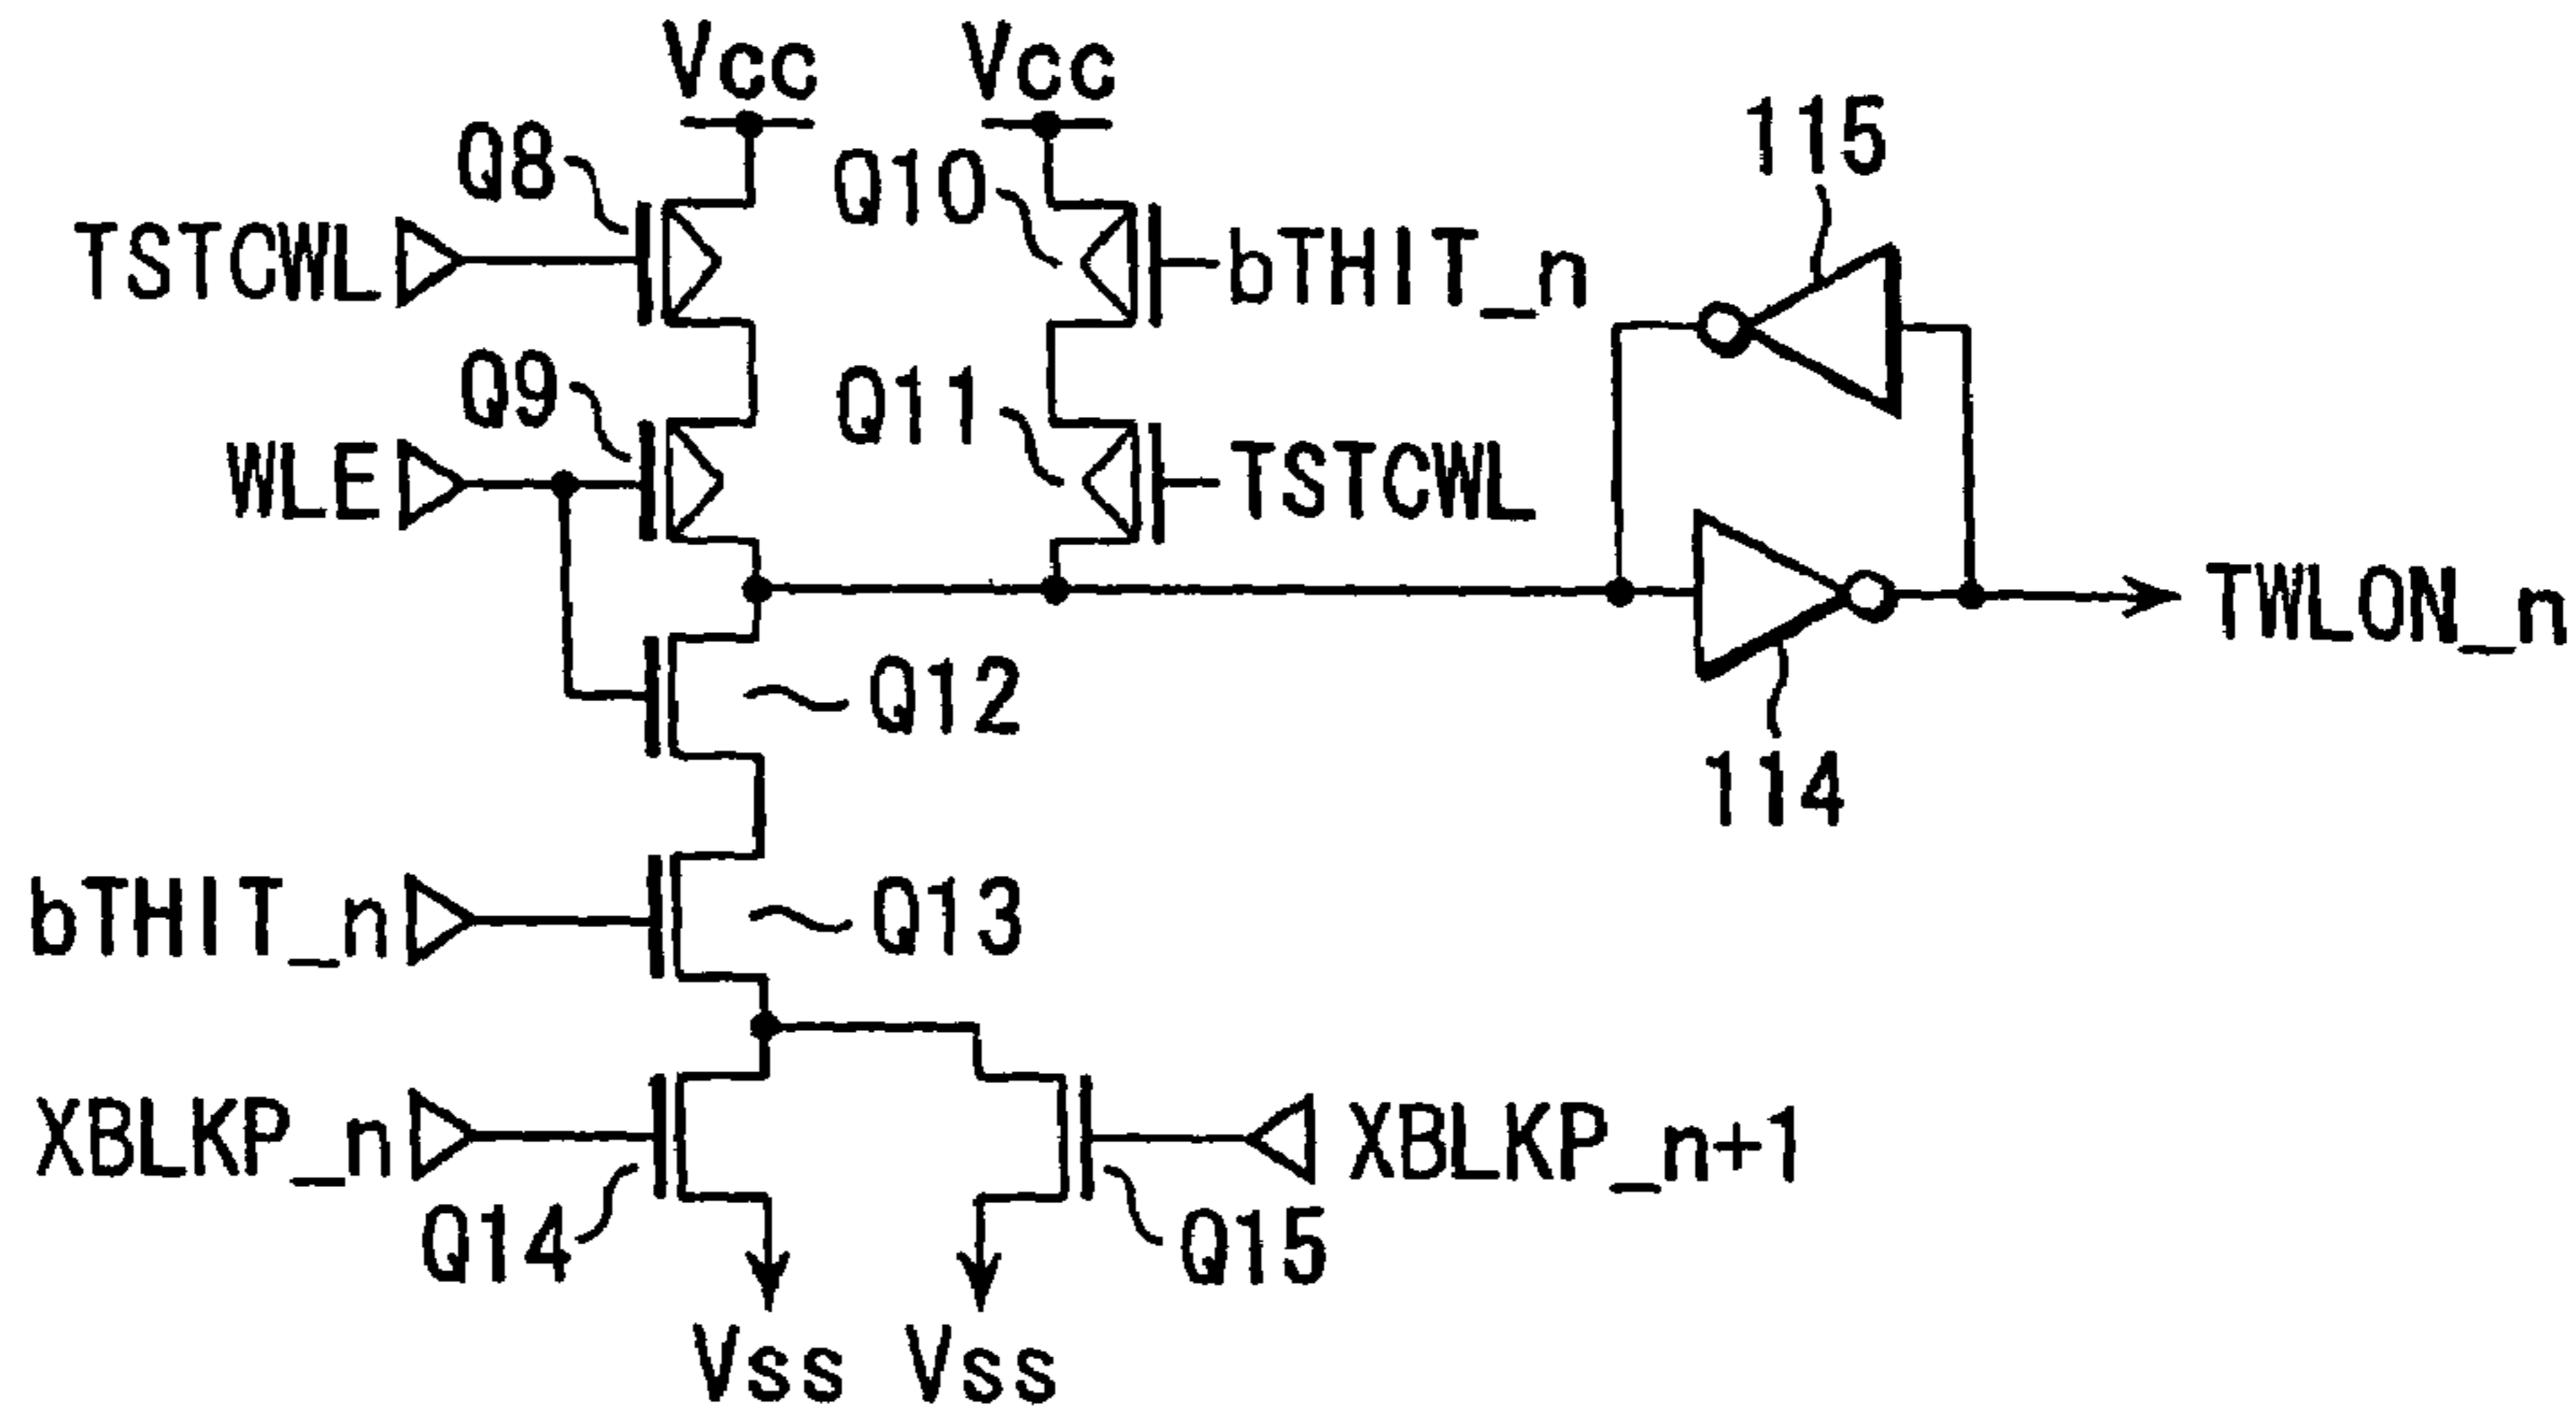 Vcc Vcc
Q8 Q10 115
TSTCWL bTHIT_n
Q9 Q11
WLE TSTCWL
TWLON_n
Q12
114
bTHIT_n Q13
XBLKP_n XBLKP_n+1
Q14 Q15
Vss Vss